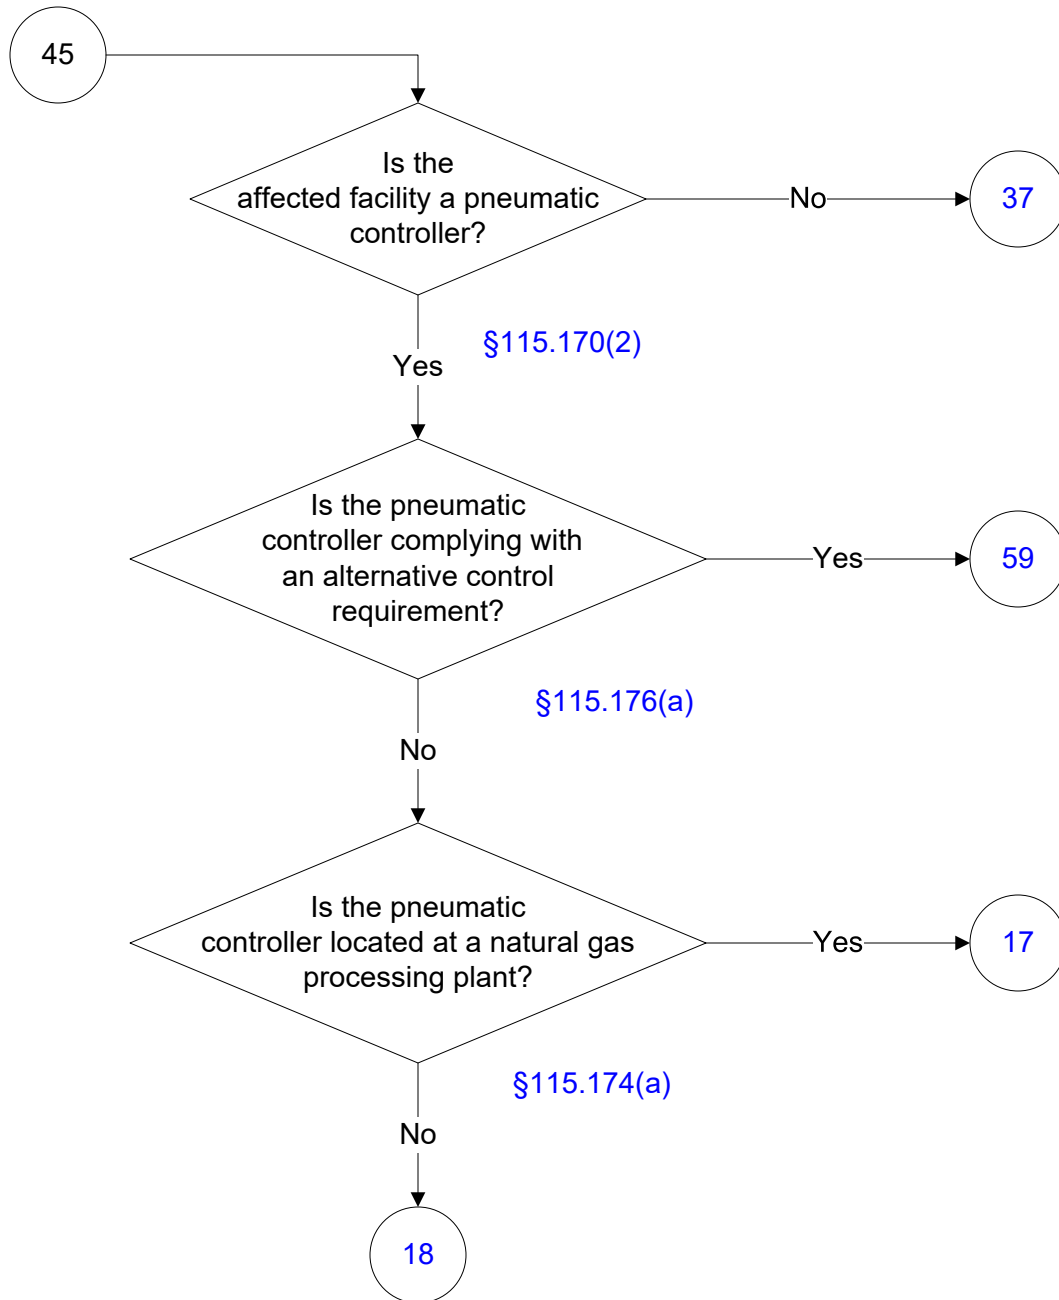 45
Is the
affected facility a pneumatic
controller?
No
37
§115.170(2)
Yes
Is the pneumatic
controller complying with
an alternative control
requirement?
Yes
59
§115.176(a)
No
Is the pneumatic
controller located at a natural gas
processing plant?
Yes
17
§115.174(a)
No
18